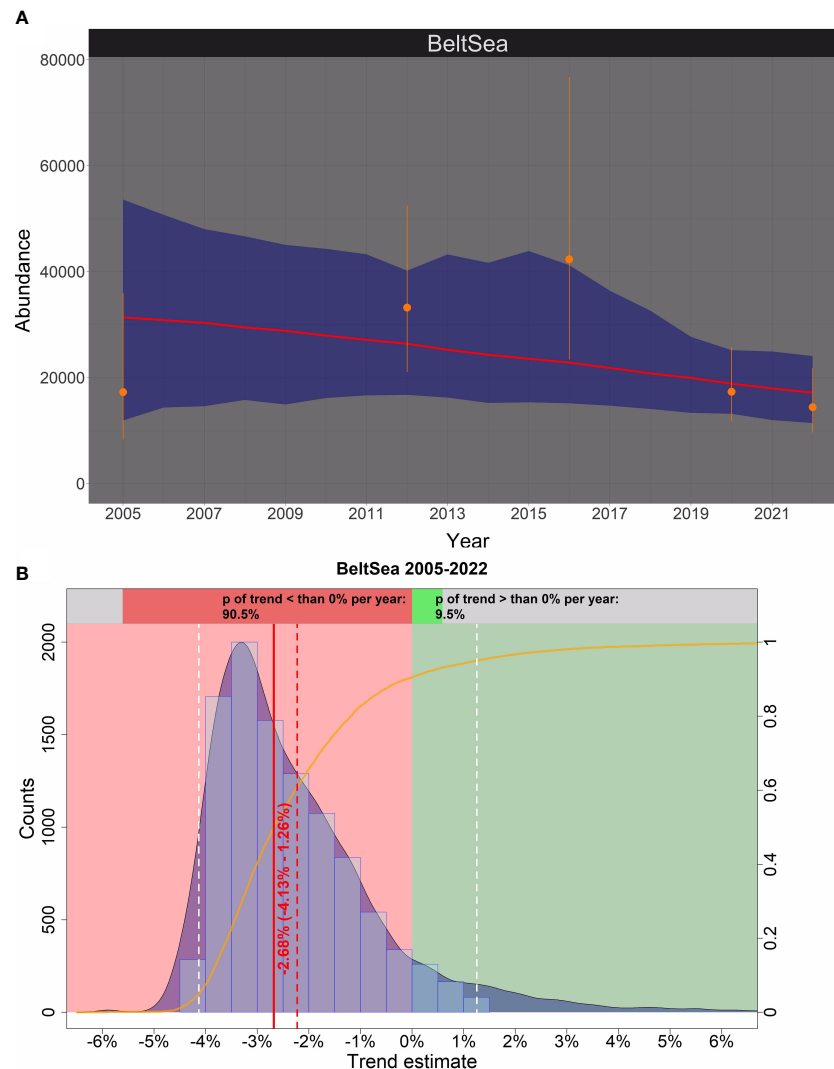 A
BeltSea
80000
60000
40000
20000
0
Abundance
2005 2007 2009 2011 2013 2015 2017 2019 2021
Year
B
BeltSea 2005-2022
p of trend < than 0% per year:
90.5%
p of trend > than 0% per year:
9.5%
2000
1500
1000
500
0
Counts
1
0.8
0.6
0.4
0.2
0
-2.68% (-4.13% - 1.26%)
-6% -5% -4% -3% -2% -1% 0% 1% 2% 3% 4% 5% 6%
Trend estimate